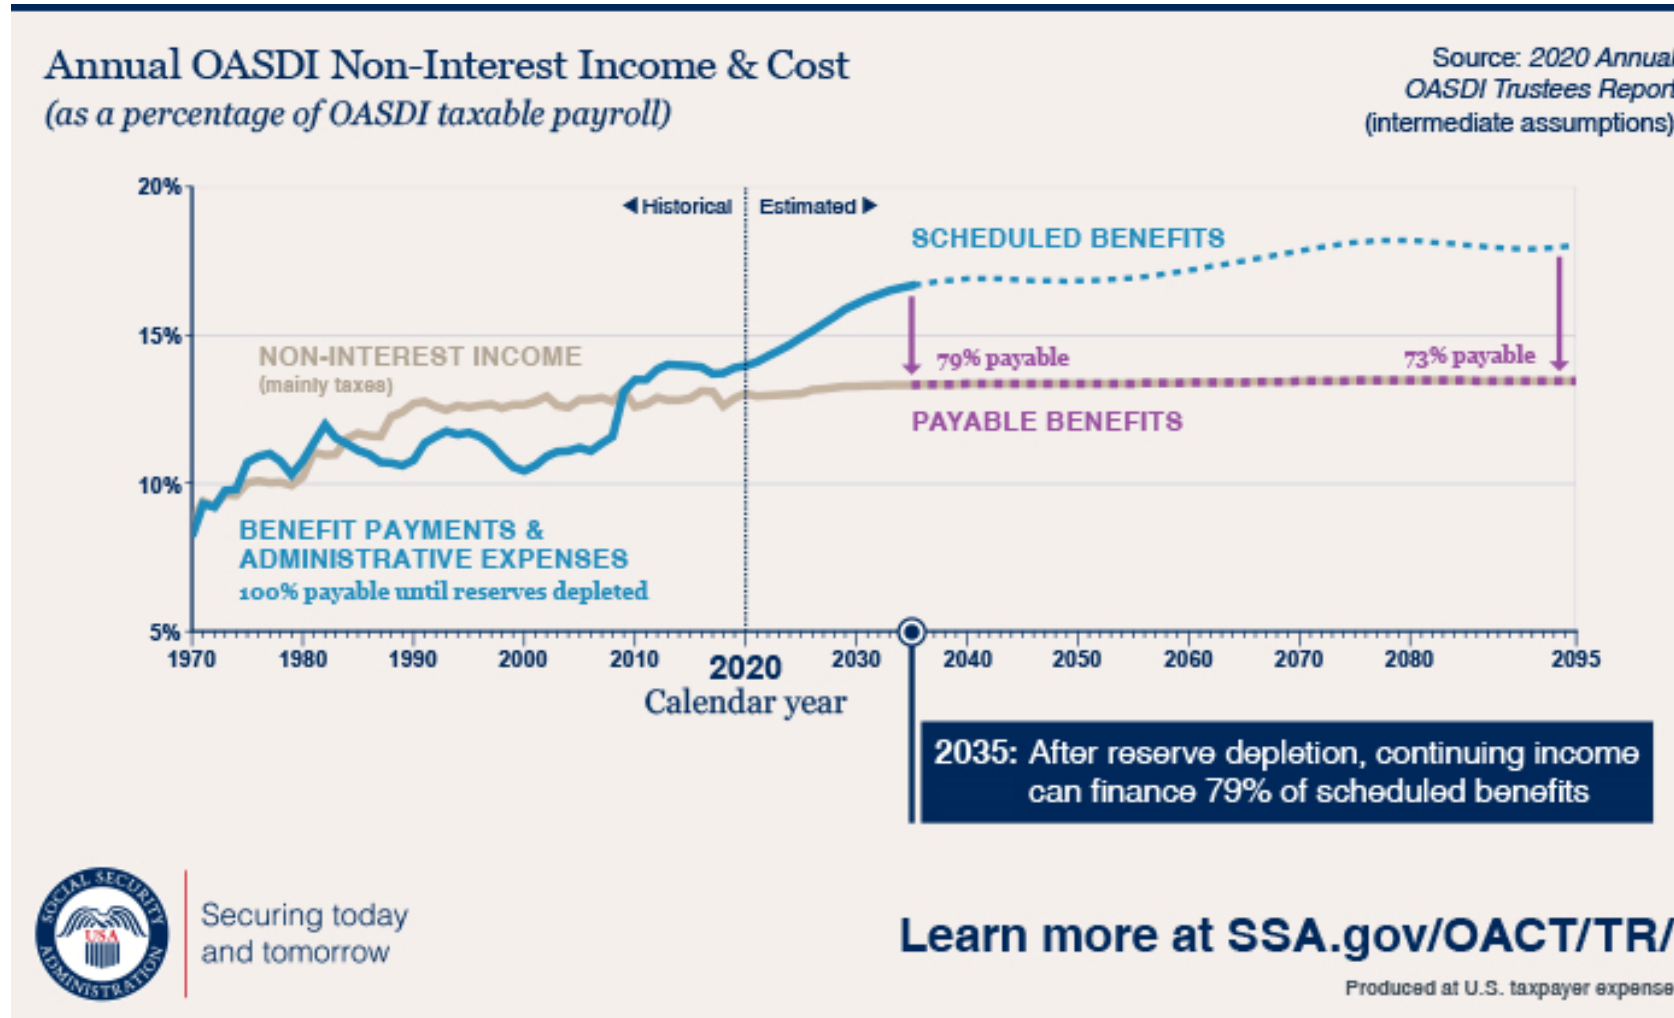 Annual OASDI Non-Interest Income & Cost
(as a percentage of OASDI taxable payroll)
Source: 2020 Annual
OASDI Trustees Report
(intermediate assumptions)
20%
15%
10%
5%
◀ Historical
Estimated ▶
SCHEDULED BENEFITS
NON-INTEREST INCOME
(mainly taxes)
79% payable
73% payable
PAYABLE BENEFITS
BENEFIT PAYMENTS &
ADMINISTRATIVE EXPENSES
100% payable until reserves depleted
1970 1980 1990 2000 2010 2020 2030 2040 2050 2060 2070 2080 2095
Calendar year
2035: After reserve depletion, continuing income
can finance 79% of scheduled benefits
SOCIAL SECURITY
USA
ADMINISTRATION
Securing today
and tomorrow
Learn more at SSA.gov/OACT/TR/
Produced at U.S. taxpayer expense